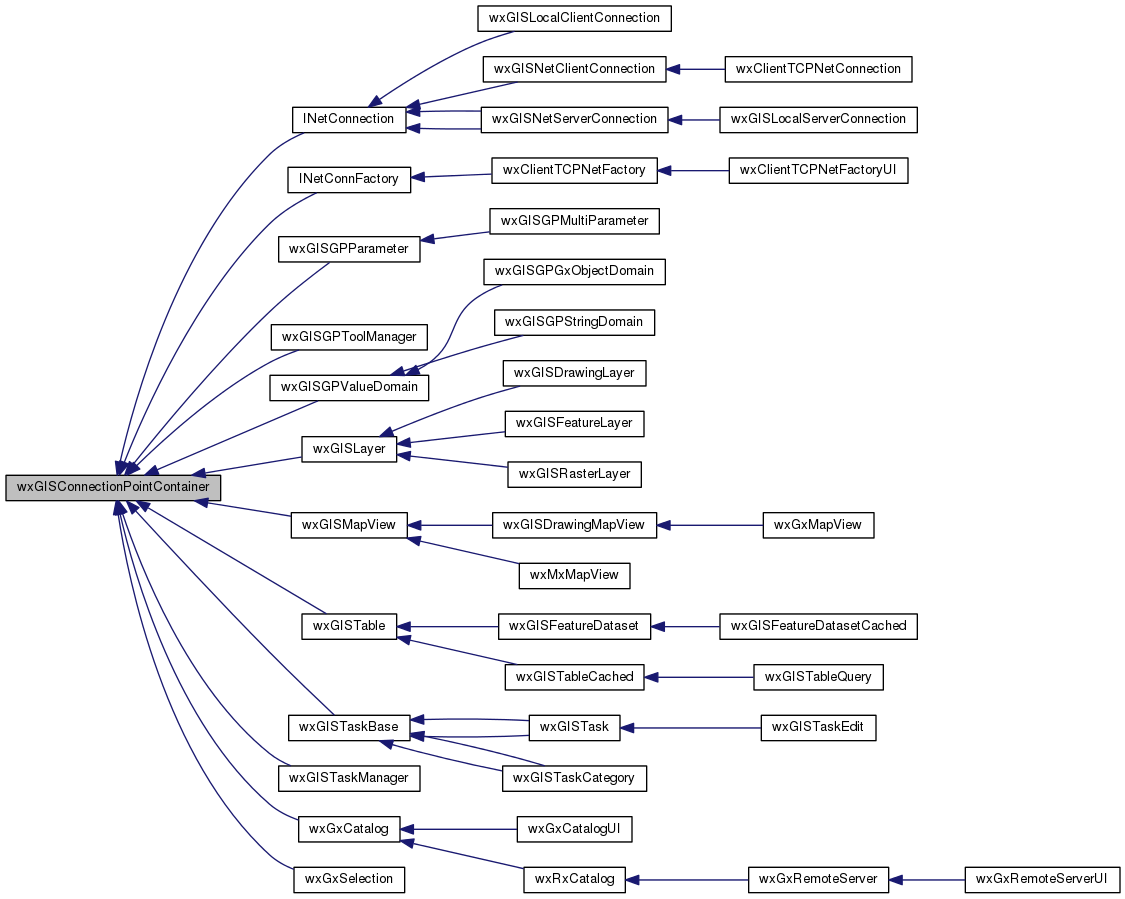 wxGISLocalClientConnection
wxGISNetClientConnection
wxClientTCPNetConnection
INetConnection
wxGISNetServerConnection
wxGISLocalServerConnection
INetConnFactory
wxClientTCPNetFactory
wxClientTCPNetFactoryUI
wxGISGPMultiParameter
wxGISGPParameter
wxGISGPGxObjectDomain
wxGISGPStringDomain
wxGISGPToolManager
wxGISGPValueDomain
wxGISDrawingLayer
wxGISFeatureLayer
wxGISLayer
wxGISRasterLayer
wxGISConnectionPointContainer
wxGISMapView
wxGISDrawingMapView
wxGxMapView
wxMxMapView
wxGISTable
wxGISFeatureDataset
wxGISFeatureDatasetCached
wxGISTableCached
wxGISTableQuery
wxGISTaskBase
wxGISTask
wxGISTaskEdit
wxGISTaskManager
wxGISTaskCategory
wxGxCatalog
wxGxCatalogUI
wxGxSelection
wxRxCatalog
wxGxRemoteServer
wxGxRemoteServerUI